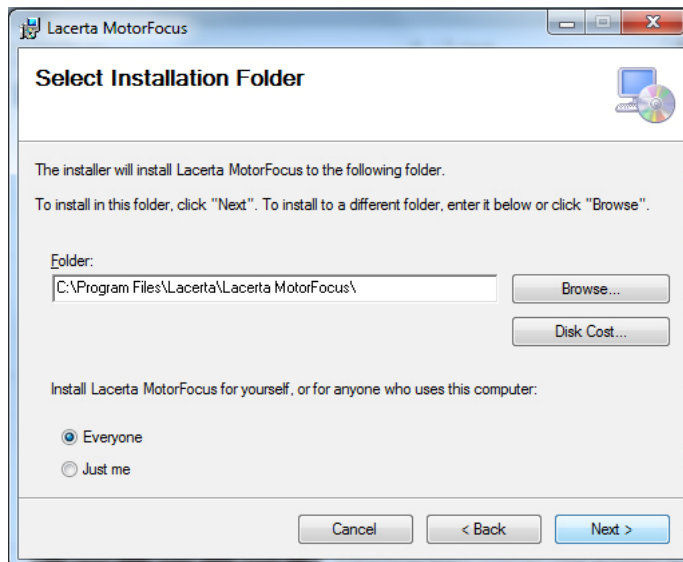 Lacerta MotorFocus
Select Installation Folder
The installer will install Lacerta MotorFocus to the following folder.
To install in this folder, click "Next". To install to a different folder, enter it below or click "Browse".
Folder:
C:\Program Files\Lacerta\Lacerta MotorFocus\
Browse...
Disk Cost...
Install Lacerta MotorFocus for yourself, or for anyone who uses this computer:
Everyone
Just me
Cancel
< Back
Next >